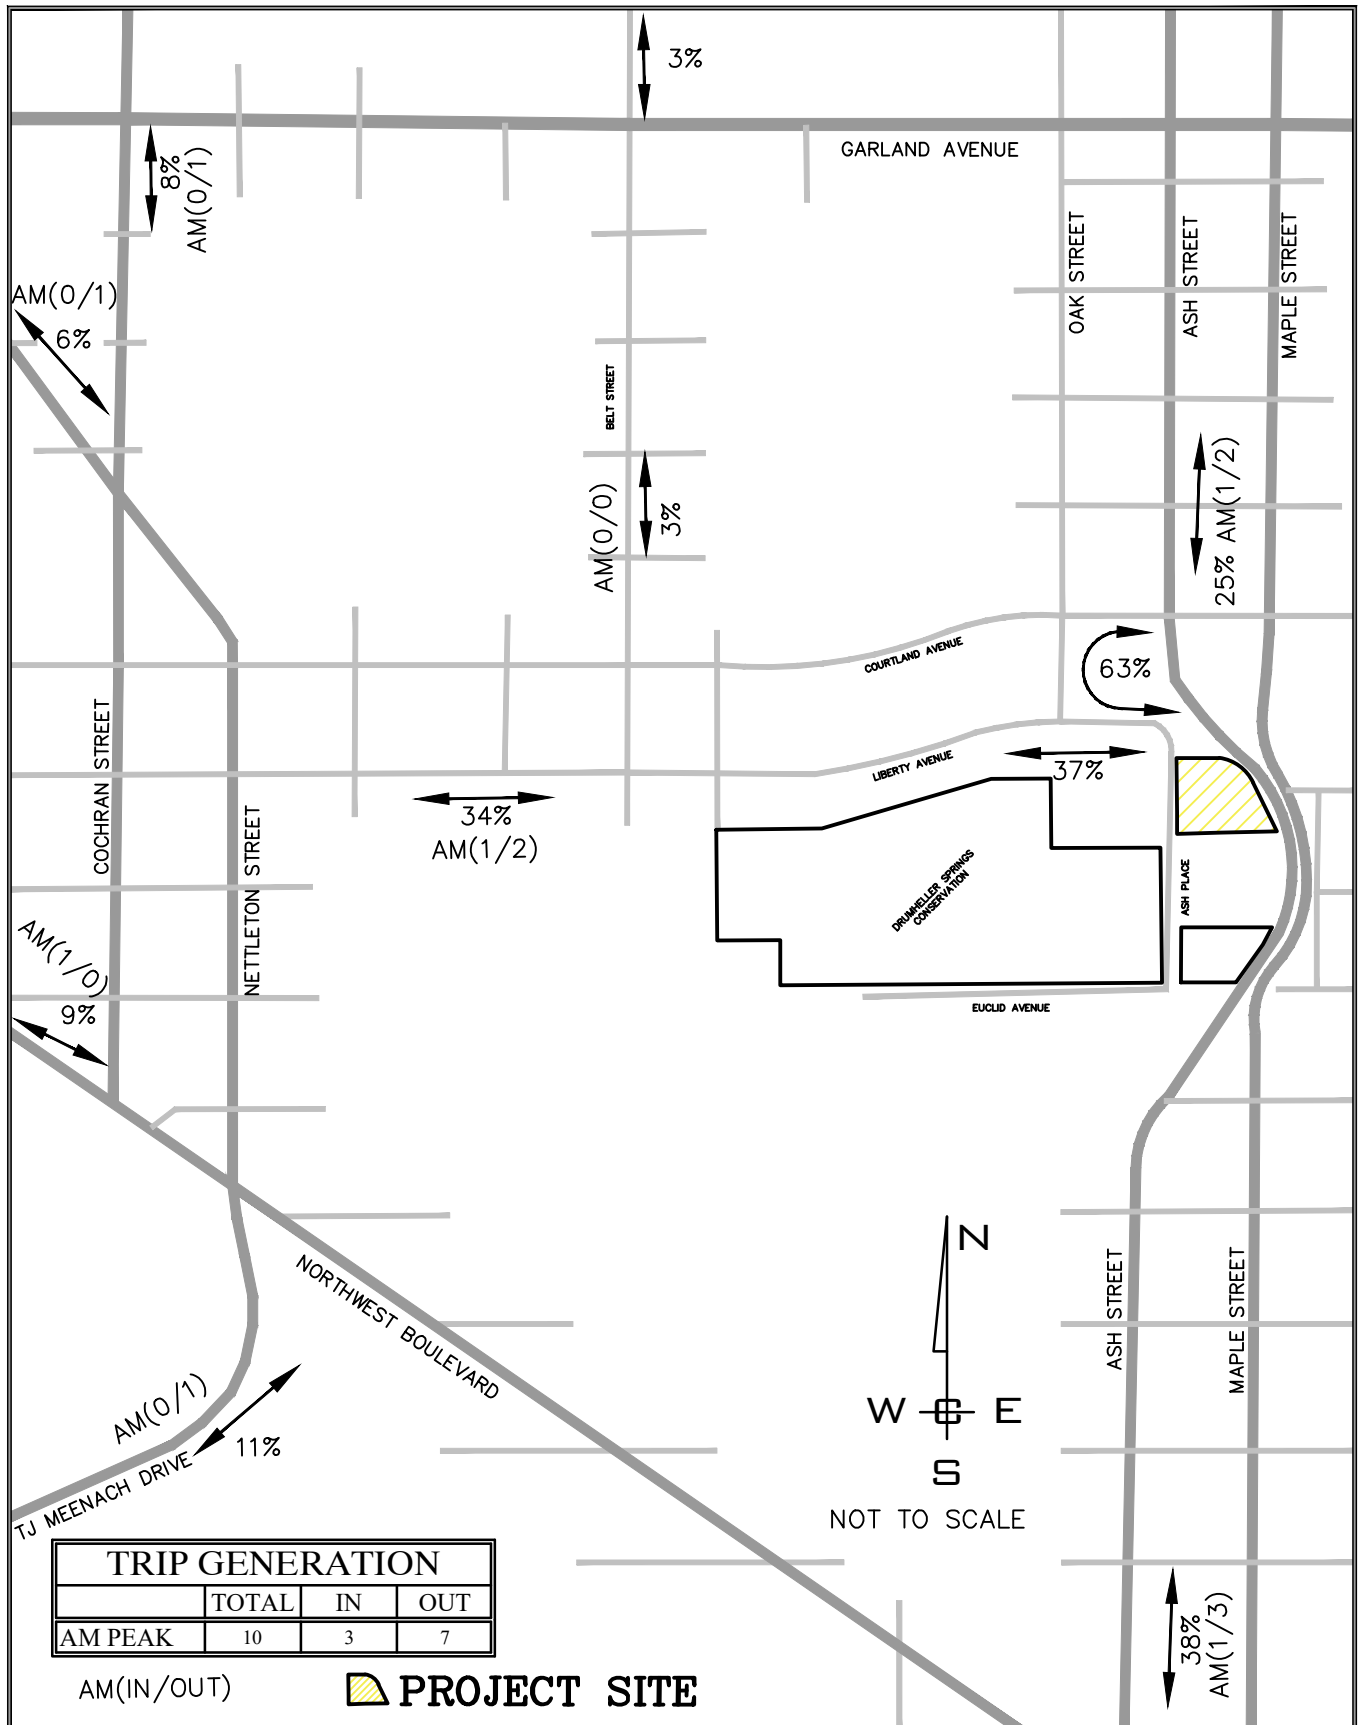 3%
GARLAND AVENUE
8%
AM(0/1)
OAK STREET
ASH STREET
MAPLE STREET
AM(0/1)
6%
BELT STREET
AM(0/0)
3%
25% AM(1/2)
COURTLAND AVENUE
63%
LIBERTY AVENUE
37%
COCHRAN STREET
NETTLETON STREET
34%
AM(1/2)
DRUMHELLER SPRINGS
CONSERVATION
ASH PLACE
AM(1/0)
9%
EUCLID AVENUE
N
NORTHWEST BOULEVARD
ASH STREET
MAPLE STREET
W C E
S
AM(0/1)
11%
TJ MEENACH DRIVE
NOT TO SCALE
TRIP GENERATION
TOTAL IN OUT
AM PEAK 10 3 7
38%
AM(1/3)
AM(IN/OUT)
PROJECT SITE